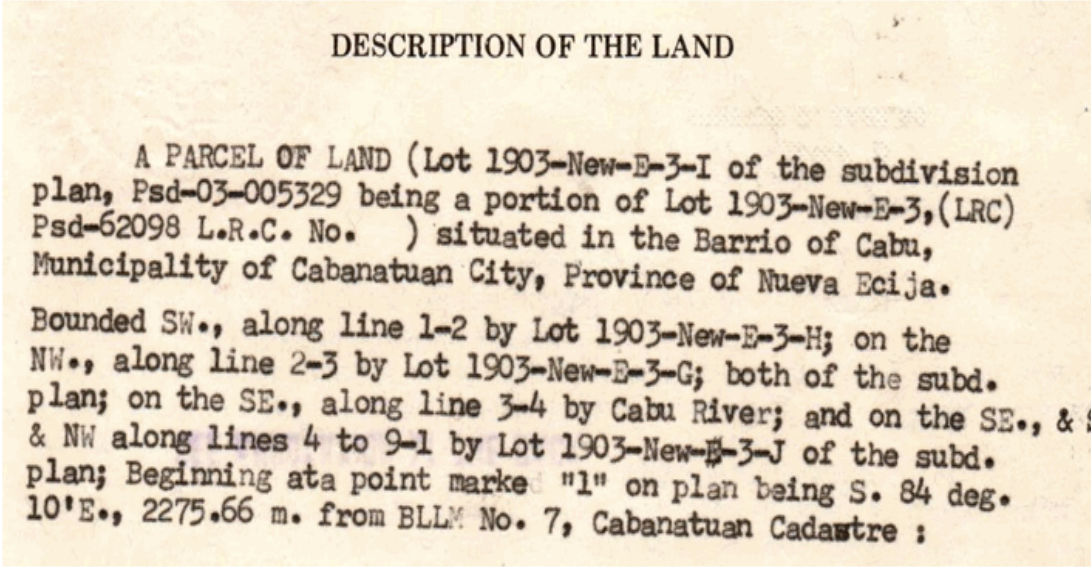 DESCRIPTION OF THE LAND
A PARCEL OF LAND (Lot 1903-New-E-3-I of the subdivision
plan, Psd-03-005329 being a portion of Lot 1903-New-E-3,(LRC)
Psd-62098 L.R.C. No. ) situated in the Barrio of Cabu,
Municipality of Cabanatuan City, Province of Nueva Ecija.
Bounded SW., along line 1-2 by Lot 1903-New-E-3-H; on the
NW., along line 2-3 by Lot 1903-New-E-3-G; both of the subd.
plan; on the SE., along line 3-4 by Cabu River; and on the SE., &
& NW along lines 4 to 9-1 by Lot 1903-New-E-3-J of the subd.
plan; Beginning ata point marke "1" on plan being S. 84 deg.
10'E., 2275.66 m. from BLLM No. 7, Cabanatuan Cadastre :